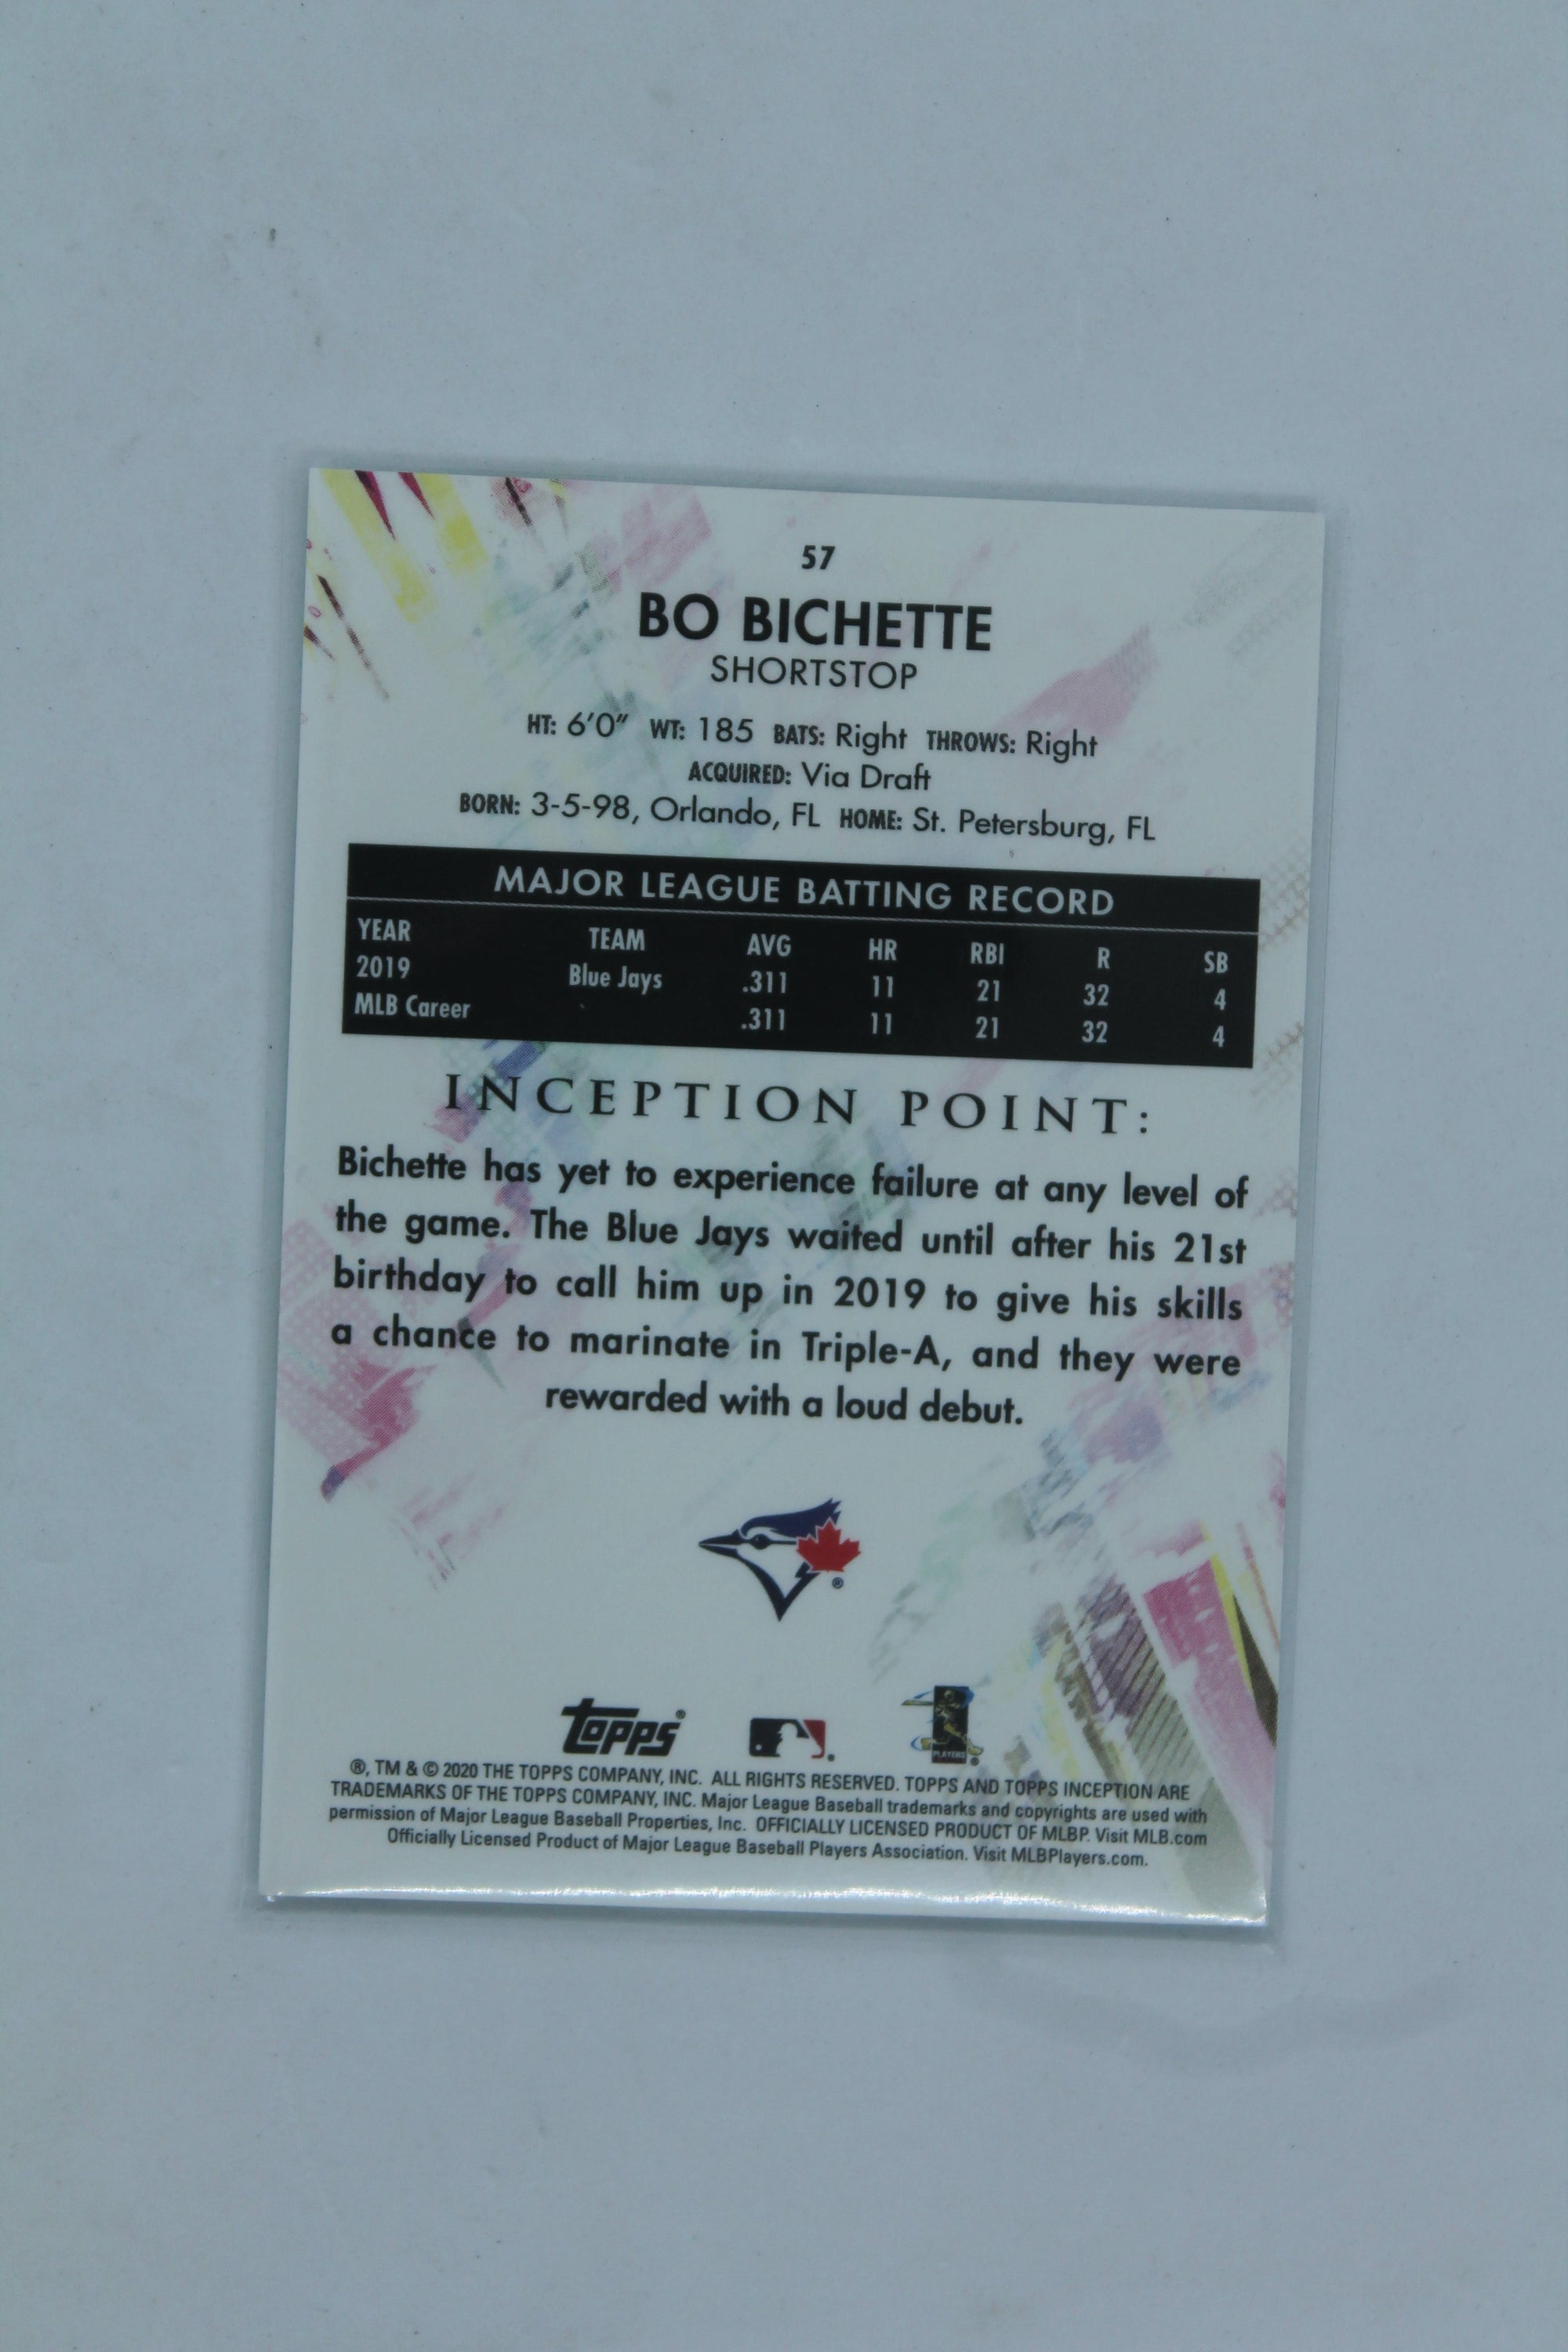 57
BO BICHETTE
SHORTSTOP
HT: 6'0" WT: 185 BATS: Right THROWS: Right
ACQUIRED: Via Draft
BORN: 3-5-98, Orlando, FL HOME: St. Petersburg, FL
MAJOR LEAGUE BATTING RECORD
YEAR TEAM AVG HR RBI R SB
2019 Blue Jays .311 11 21 32 4
MLB Career .311 11 21 32 4
INCEPTION POINT:
Bichette has yet to experience failure at any level of
the game. The Blue Jays waited until after his 21st
birthday to call him up in 2019 to give his skills
a chance to marinate in Triple-A, and they were
rewarded with a loud debut.
®
topps® ® PLAYERS ®
®, TM & © 2020 THE TOPPS COMPANY, INC. ALL RIGHTS RESERVED. TOPPS AND TOPPS INCEPTION ARE
TRADEMARKS OF THE TOPPS COMPANY, INC. Major League Baseball trademarks and copyrights are used with
permission of Major League Baseball Properties, Inc. OFFICIALLY LICENSED PRODUCT OF MLBP. Visit MLB.com
Officially Licensed Product of Major League Baseball Players Association. Visit MLBPlayers.com.